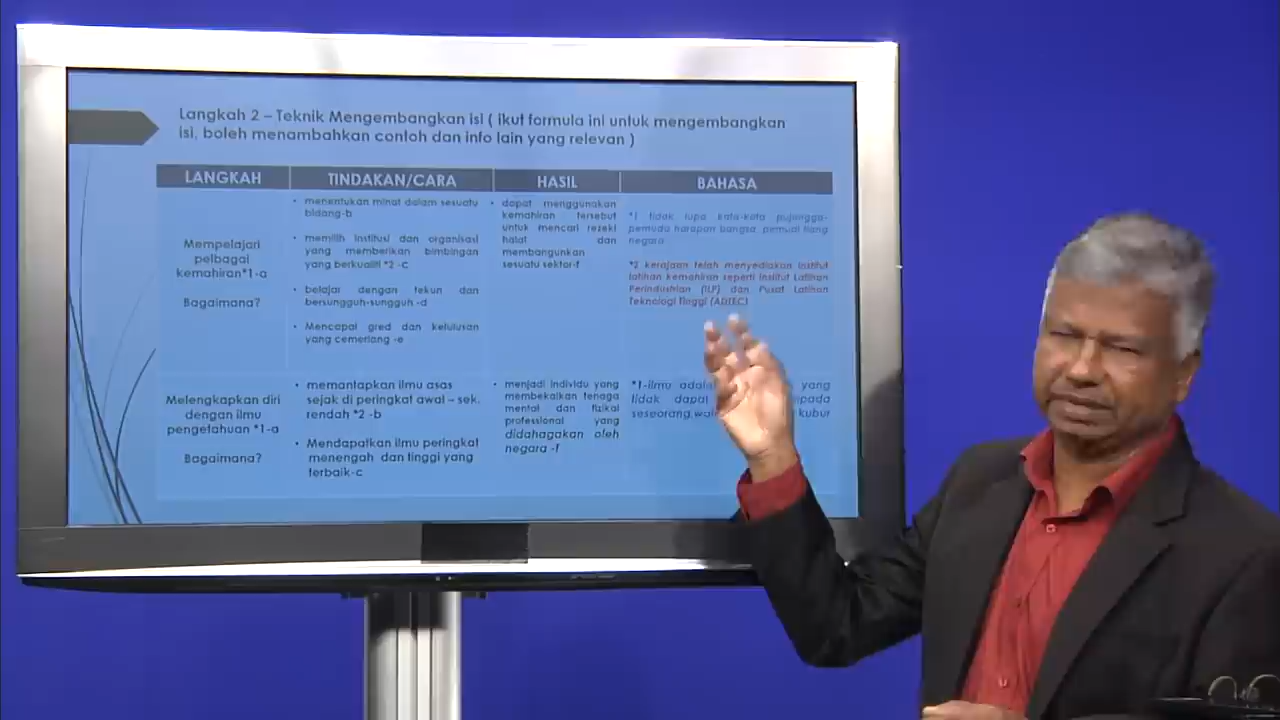 Langkah 2 – Teknik Mengembangkan isi ( ikut formula ini untuk mengembangkan
isi, boleh menambahkan contoh dan info lain yang relevan )
LANGKAH
TINDAKAN/CARA
HASIL
BAHASA
Mempelajari
pelbagai
kemahiran*1-a
Bagaimana?
• menentukan minat dalam sesuatu
bidang-b
• memilih institusi dan organisasi
yang memberikan bimbingan
yang berkualiti *2 -c
• belajar dengan tekun dan
bersungguh-sungguh -d
• Mencapai gred dan kelulusan
yang cemerlang -e
• dapat menggunakan
kemahiran tersebut
untuk mencari rezeki
halal dan
membangunkan
sesuatu sektor-f
*1 tidak lupa kata-kata pujangga-
pemuda harapan bangsa, pemudi tiang
negara
*2 kerajaan telah menyediakan institut
latihan kemahiran seperti Institut Latihan
Perindustrian (ILP) dan Pusat Latihan
Teknologi Tinggi (ADTEC)
Melengkapkan diri
dengan ilmu
pengetahuan *1-a
Bagaimana?
• memantapkan ilmu asas
sejak di peringkat awal – sek.
rendah *2 -b
• Mendapatkan ilmu peringkat
menengah dan tinggi yang
terbaik-c
• menjadi individu yang
membekalkan tenaga
mental dan fizikal
professional yang
didahagakan oleh
negara -f
*1-ilmu yang
tidak dapat
seseorang kubur